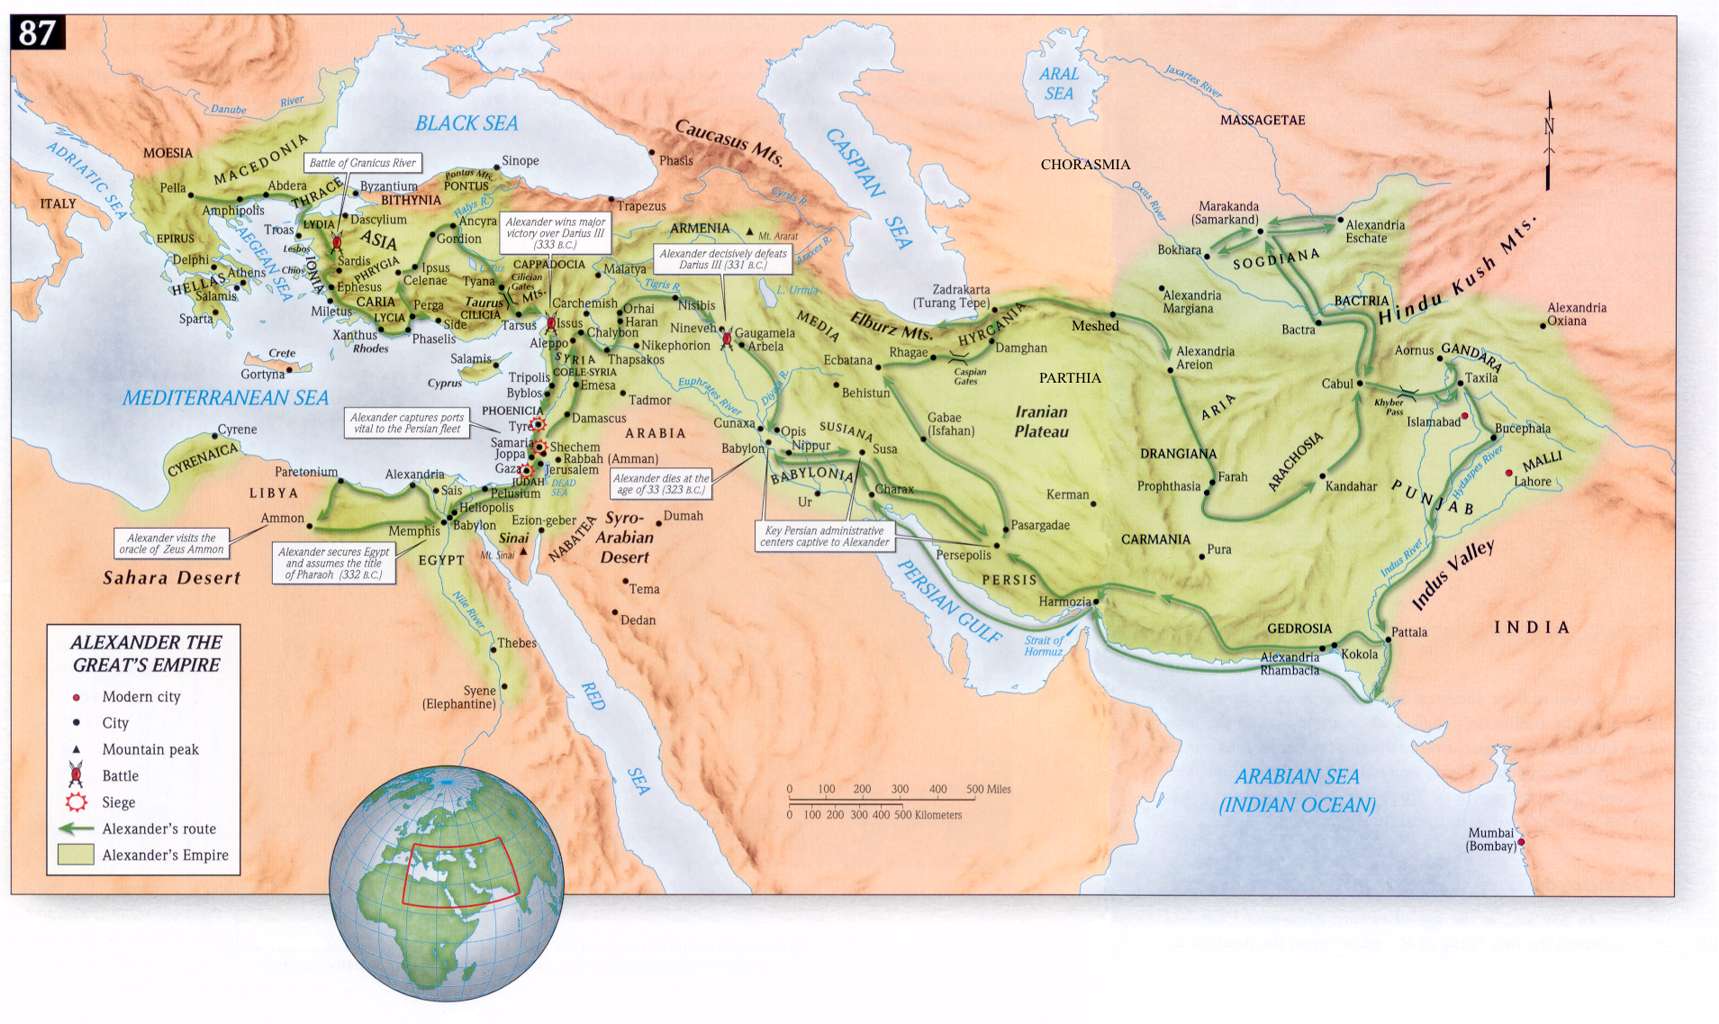 87
Danube River
BLACK SEA
ADRIATIC SEA
MOESIA
MACEDONIA
Battle of Granicus River
Sinope
Caucasus Mts.
Phasis
CASPIAN SEA
ARAL SEA
Jaxartes River
MASSAGETAE
CHORASMIA
Oxus River
N
ITALY
Pella
Amphipolis
Abdera
THRACE
Byzantium
BITHYNIA
Pontus Mts.
PONTUS
Halys R.
Trapezus
Cyrus R.
Araxes R.
ARMENIA
Mt. Ararat
EPIRUS
Delphi
HELLAS
Athens
Salamis
Sparta
AEGEAN SEA
Troas
LYDIA
Dascylium
ASIA
Ancyra
Gordion
Lesbos
Chios
IONIA
Sardis
PHRYGIA
Ipsus
Celenae
Ephesus
Miletus
CARIA
LYCIA
Perga
Side
Xanthus
Phaselis
Rhodes
Crete
Gortyna
Alexander wins major
victory over Darius III
(333 B.C.)
Alexander decisively defeats
Darius III (331 B.C.)
CAPPADOCIA
Malatya
Tyana
Cilician
Gates
Taurus Mts.
CILICIA
Tarsus
Issus
Carchemish
Orhai
Haran
Nisibis
Tigris R.
L. Urmia
Chalybon
Aleppo
Nikephorion
Thapsakos
Nineveh
Gaugamela
Arbela
MEDIA
Elburz Mts.
Zadrakarta
(Turang Tepe)
HYRCANIA
Rhagae
Damghan
Caspian
Gates
Ecbatana
Behistun
MEDITERRANEAN SEA
Salamis
Cyprus
SYRIA
COELE-SYRIA
Tripolis
Byblos
Emesa
Tadmor
PHOENICIA
Damascus
Tyre
Alexander captures ports
vital to the Persian fleet
Euphrates River
Diyala R.
Cunaxa
Opis
Babylon
Nippur
SUSIANA
Susa
BABYLONIA
Ur
Charax
Gabae
(Isfahan)
ARABIA
Samaria
Shechem
Joppa
Rabbah (Amman)
Gaza
Jerusalem
JUDAH
DEAD
SEA
Alexander dies at the
age of 33 (323 B.C.)
Cyrene
CYRENAICA
Paretonium
LIBYA
Alexandria
Sais
Pelusium
Heliopolis
Babylon
Memphis
Ammon
Alexander visits the
oracle of Zeus Ammon
Alexander secures Egypt
and assumes the title
of Pharaoh (332 B.C.)
Sahara Desert
EGYPT
Sinai
Mt. Sinai
Ezion-geber
NABATEA
Syro-
Arabian
Desert
Dumah
Tema
Dedan
Nile River
Thebes
Syene
(Elephantine)
RED SEA
Key Persian administrative
centers captive to Alexander
Pasargadae
Persepolis
PERSIS
PERSIAN GULF
Strait of
Hormuz
Harmozia
Kerman
CARMANIA
Pura
Iranian
Plateau
PARTHIA
Meshed
Marakanda
(Samarkand)
Alexandria
Eschate
Bokhara
SOGDIANA
Alexandria
Margiana
BACTRIA
Bactra
Hindu Kush Mts.
Alexandria
Oxiana
Alexandria
Areion
ARIA
Cabul
Aornus
GANDARA
Taxila
Khyber
Pass
Islamabad
Bucephala
Hydaspes River
MALLI
Lahore
PUNJAB
DRANGIANA
Farah
Prophthasia
ARACHOSIA
Kandahar
Indus River
Indus Valley
INDIA
GEDROSIA
Alexandria
Rhambacia
Kokola
Pattala
ARABIAN SEA
(INDIAN OCEAN)
Mumbai
(Bombay)
ALEXANDER THE
GREAT'S EMPIRE
Modern city
City
Mountain peak
Battle
Siege
Alexander's route
Alexander's Empire
0 100 200 300 400 500 Miles
0 100 200 300 400 500 Kilometers